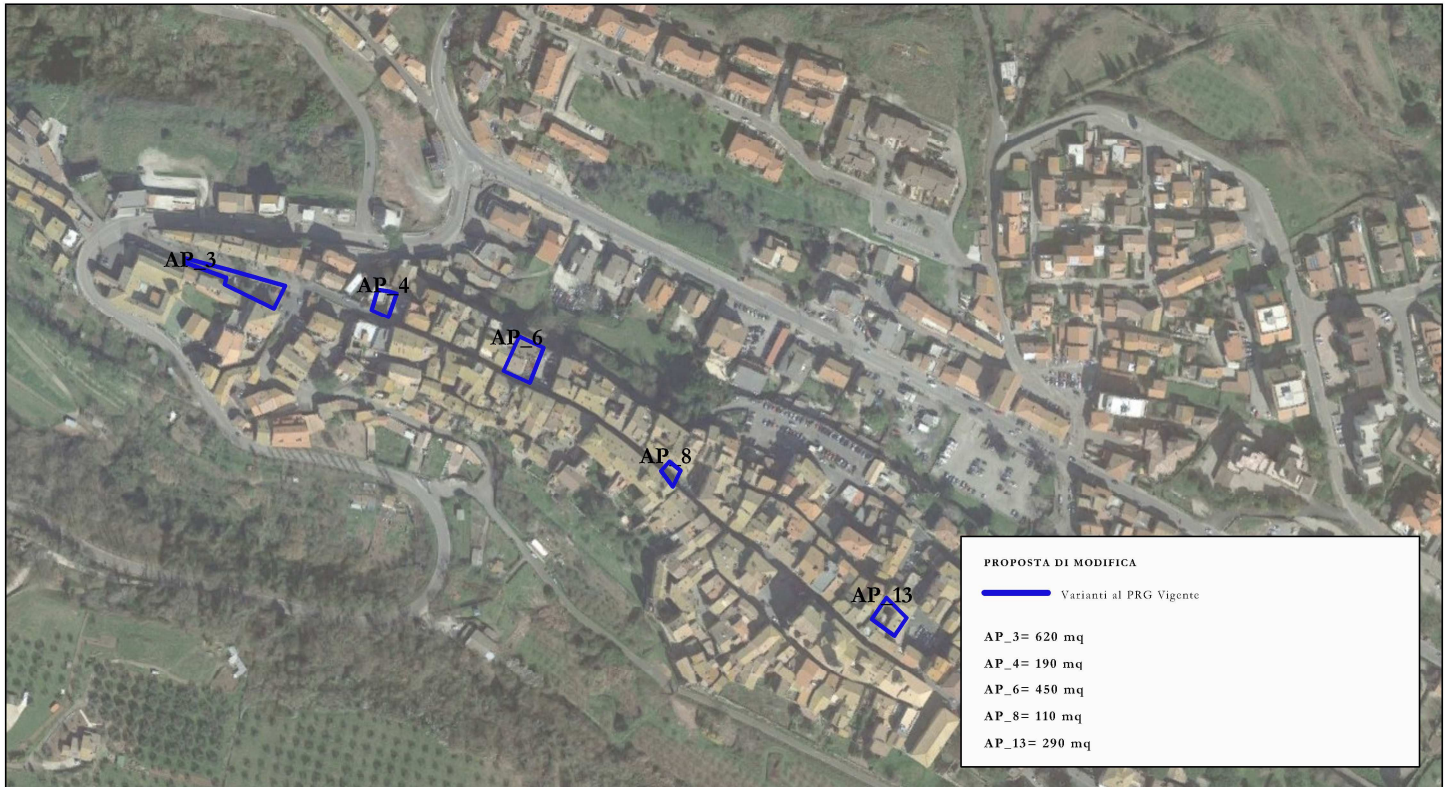 AP_3
AP_4
AP_6
AP_8
AP_13
PROPOSTA DI MODIFICA
Varianti al PRG Vigente
AP_3= 620 mq
AP_4= 190 mq
AP_6= 450 mq
AP_8= 110 mq
AP_13= 290 mq